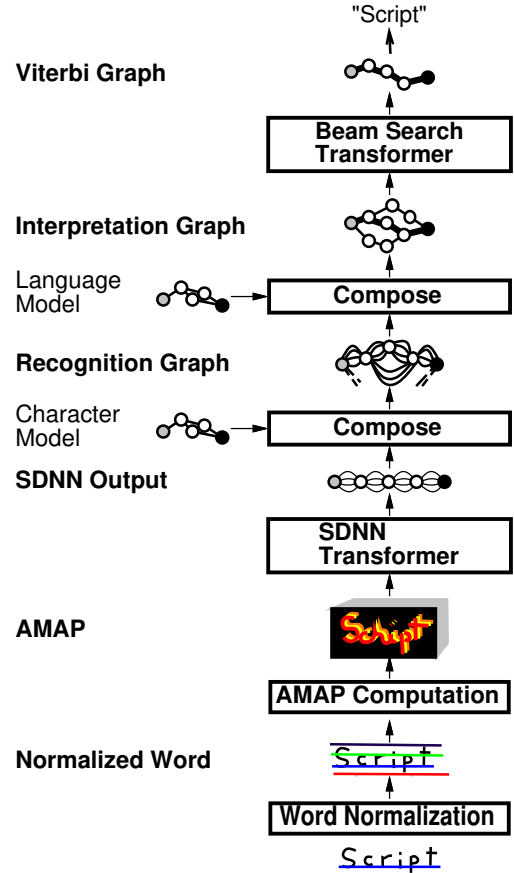 "Script"
Viterbi Graph
Beam Search
Transformer
Interpretation Graph
Language
Model
Compose
Recognition Graph
Character
Model
Compose
SDNN Output
SDNN
Transformer
AMAP
Script
AMAP Computation
Normalized Word
Script
Word Normalization
Script